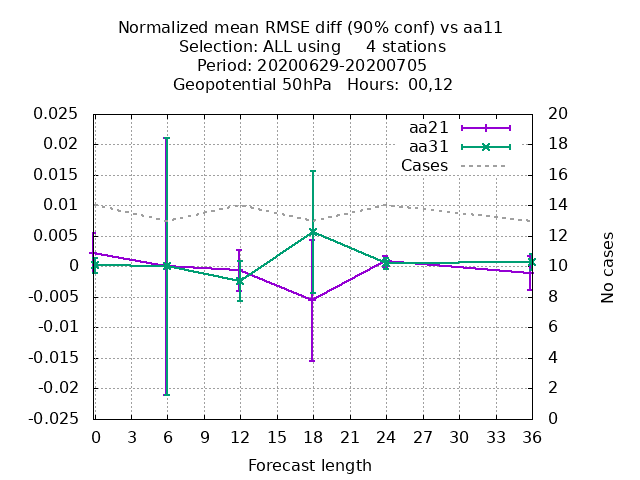 Normalized mean RMSE diff (90% conf) vs aa11
Selection: ALL using     4 stations
Period: 20200629-20200705
Geopotential 50hPa   Hours:  00,12
aa21
aa31
Cases
0.025
0.02
0.015
0.01
0.005
0
-0.005
-0.01
-0.015
-0.02
-0.025
20
18
16
14
12
10
8
6
4
2
0
No cases
0 3 6 9 12 15 18 21 24 27 30 33 36
Forecast length